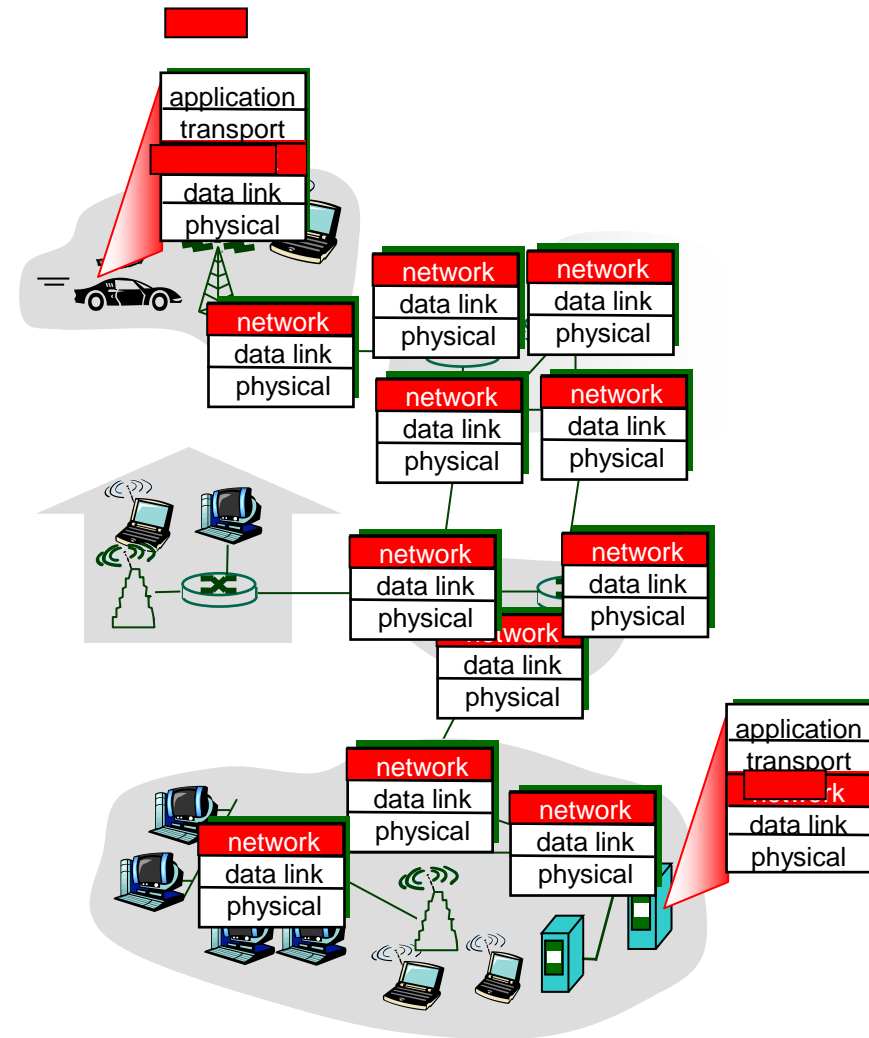 application
transport
data link
physical
network
data link
physical
network
data link
physical
network
data link
physical
network
data link
physical
network
data link
physical
network
data link
physical
network
data link
physical
network
data link
physical
application
transport
data link
physical
network
data link
physical
network
data link
physical
network
data link
physical